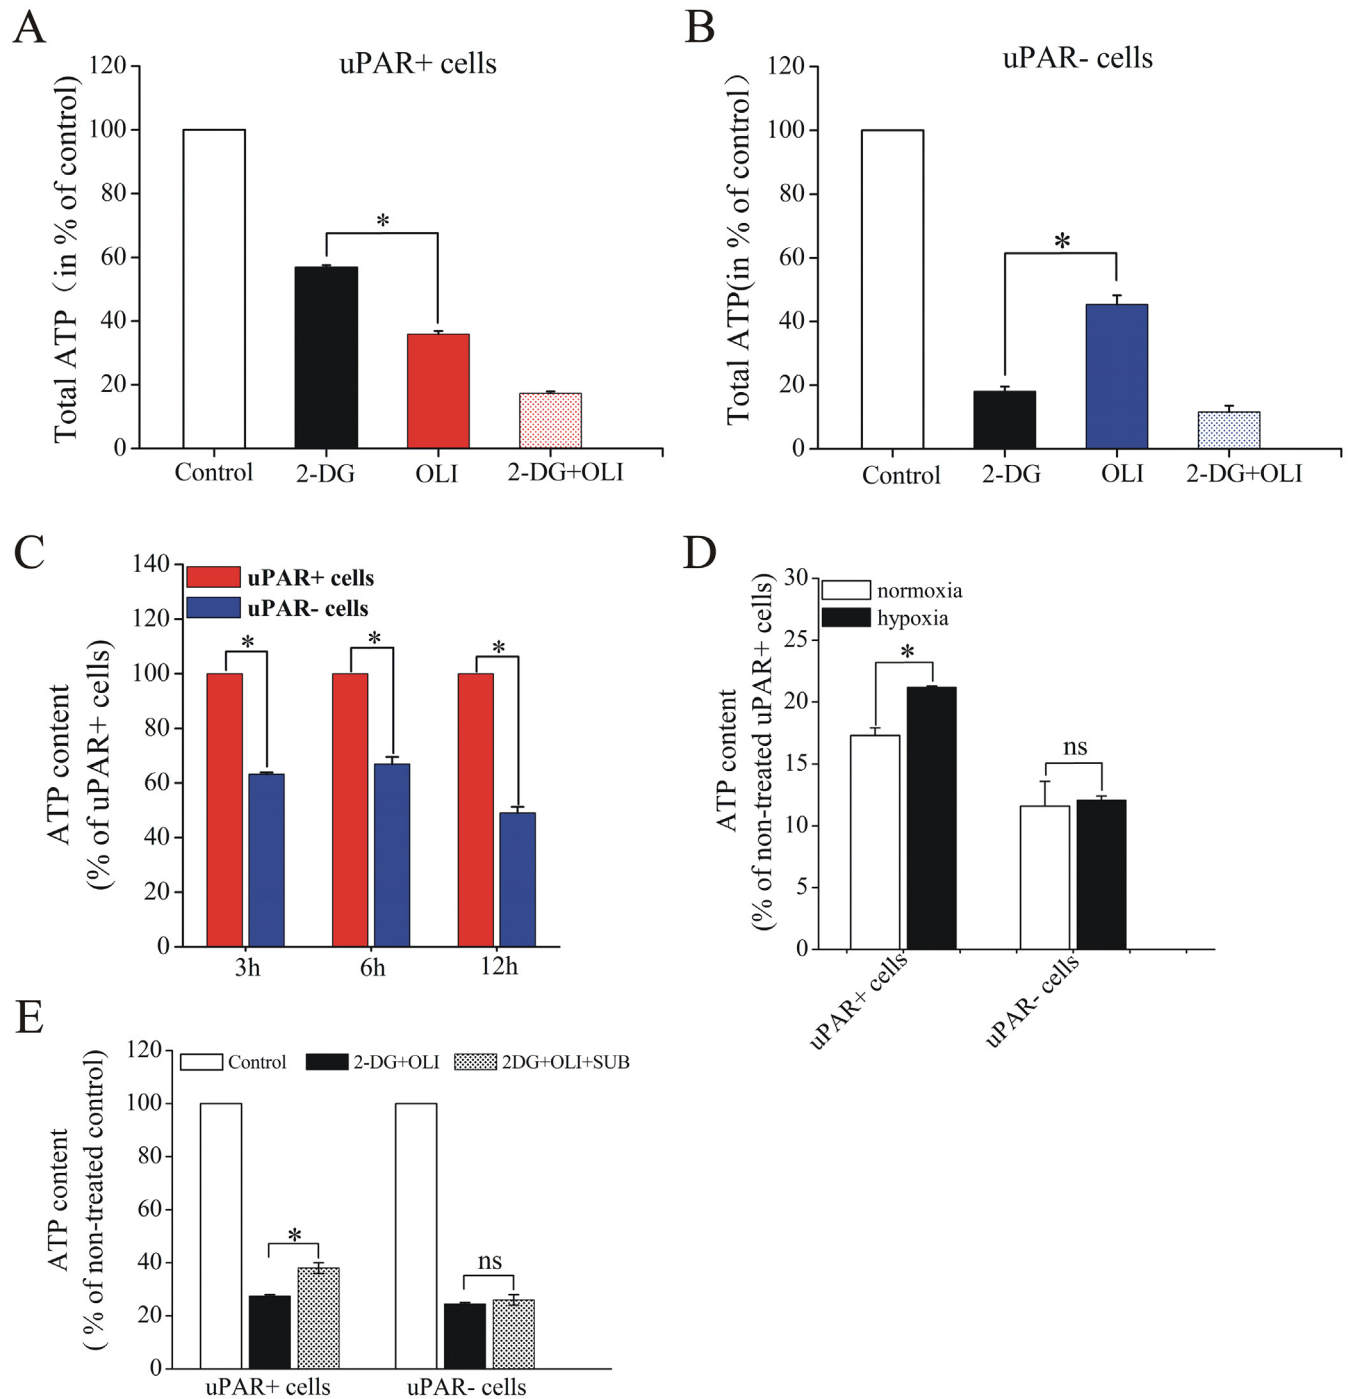 A
uPAR+ cells
Total ATP (in % of control)
120
100
80
60
40
20
0
*
Control 2-DG OLI 2-DG+OLI
B
uPAR- cells
Total ATP(in % of control)
120
100
80
60
40
20
0
*
Control 2-DG OLI 2-DG+OLI
C
ATP content
(% of uPAR+ cells)
140
120
100
80
60
40
20
0
uPAR+ cells
uPAR- cells
* * *
3h 6h 12h
D
ATP content
(% of non-treated uPAR+ cells)
30
25
20
15
10
5
0
normoxia
hypoxia
*
ns
uPAR+ cells
uPAR- cells
E
ATP content
( % of non-treated control)
120
100
80
60
40
20
0
Control 2-DG+OLI 2DG+OLI+SUB
*
ns
uPAR+ cells uPAR- cells